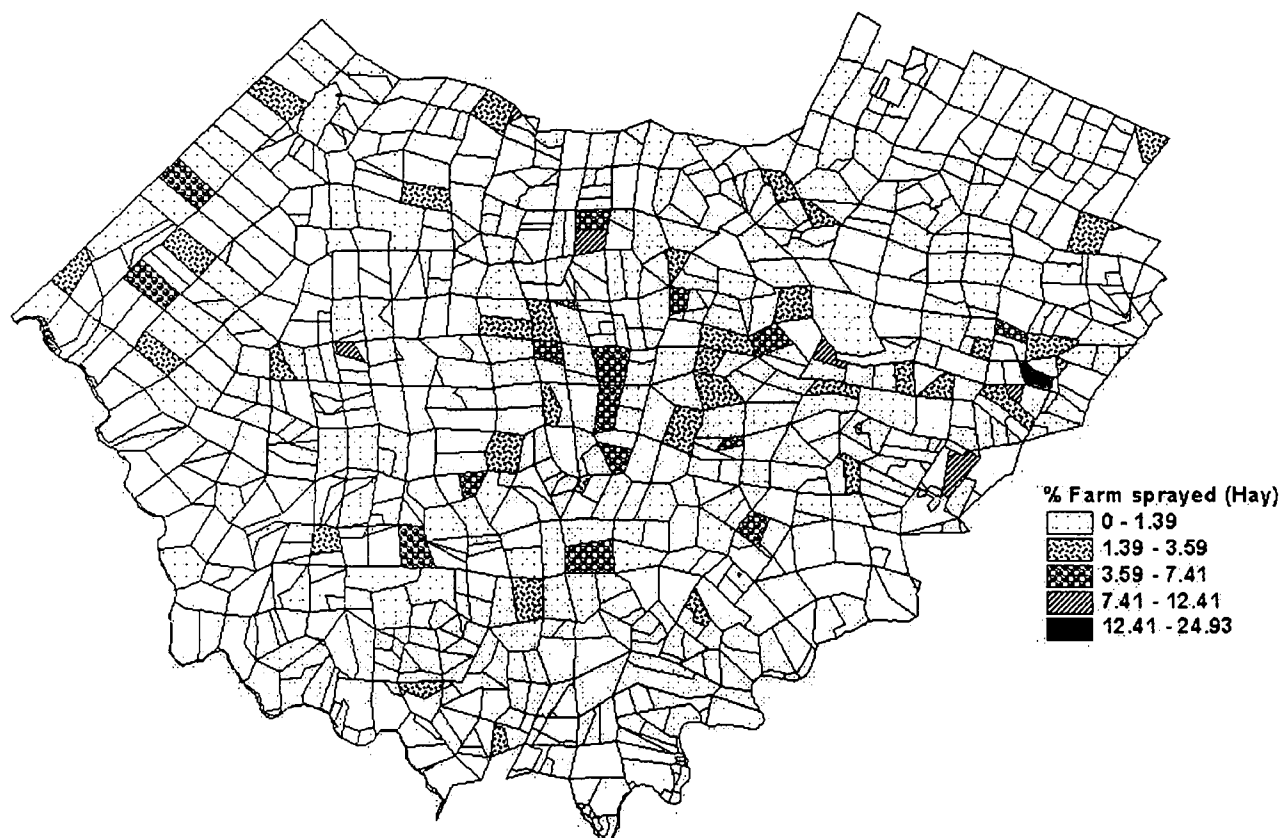 % Farm sprayed (Hay)
0 - 1.39
1.39 - 3.59
3.59 - 7.41
7.41 - 12.41
12.41 - 24.93